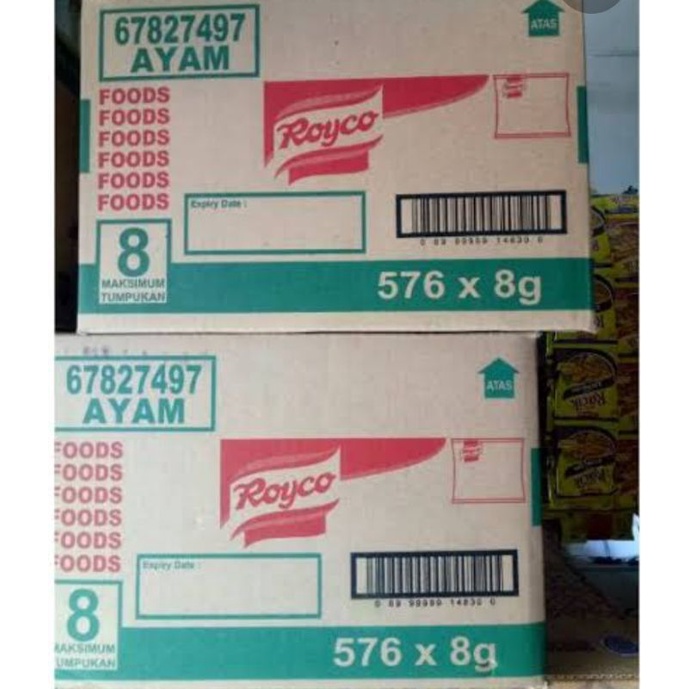 67827497
AYAM
ATAS
FOODS
FOODS
FOODS
FOODS
FOODS
FOODS
Royco
Expiry Date :
8
MAKSIMUM
TUMPUKAN
576 x 8g
67827497
AYAM
ATAS
FOODS
FOODS
FOODS
FOODS
FOODS
FOODS
Royco
Expiry Date :
8
MAKSIMUM
TUMPUKAN
576 x 8g
Racik